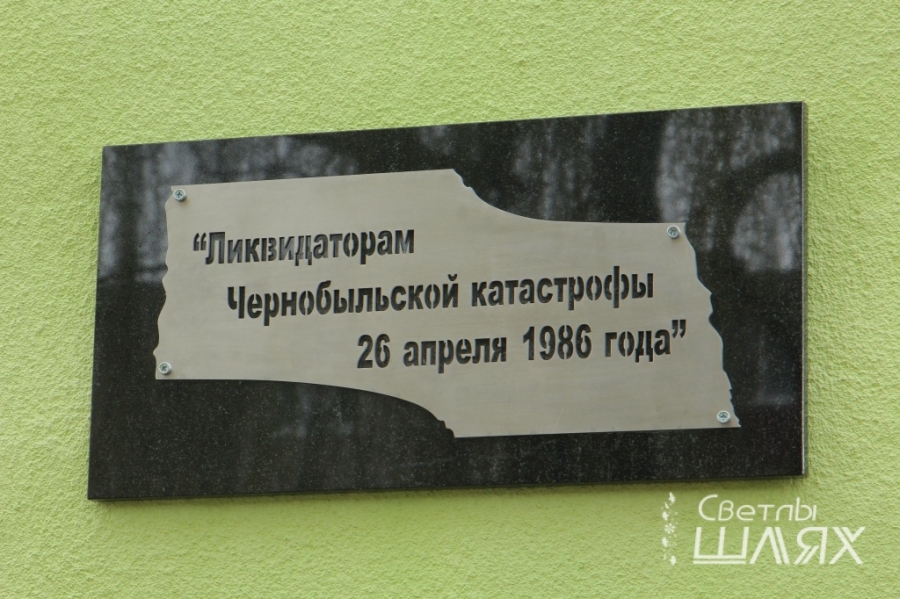 “Ликвидаторам
Чернобыльской катастрофы
26 апреля 1986 года”
Светлы
шлях